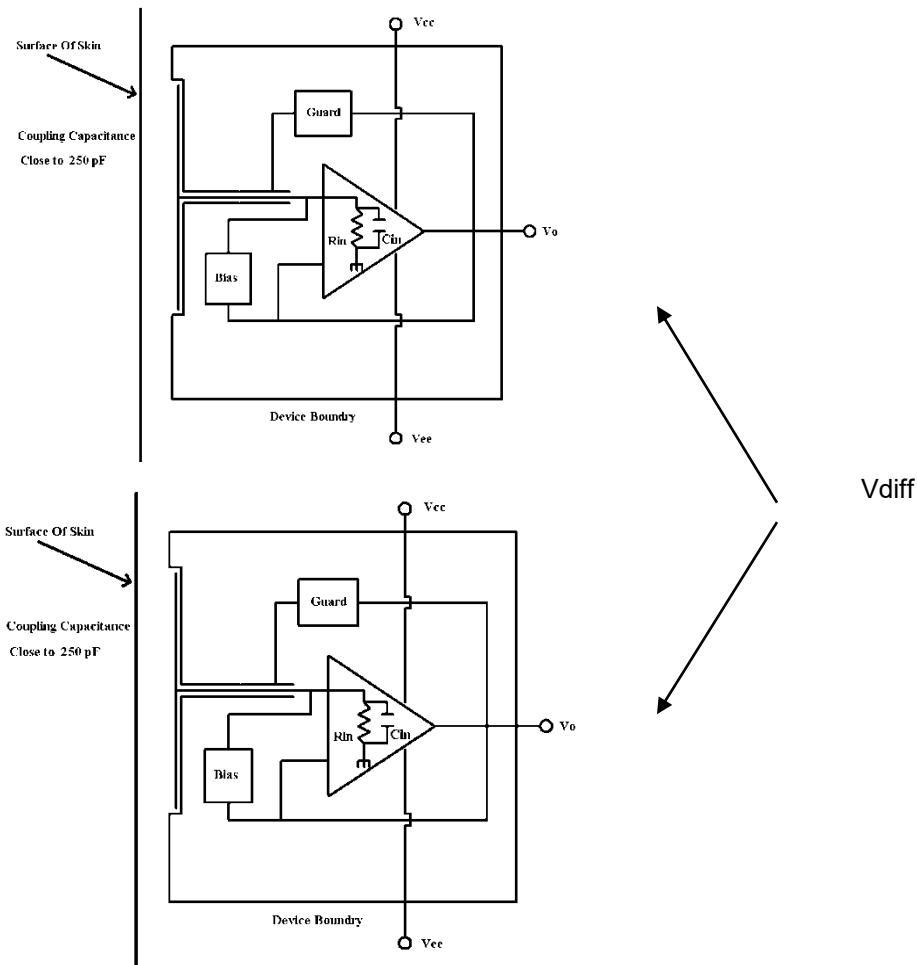 Vcc
Surface Of Skin
Guard
Coupling Capacitance
Close to 250 pF
Rin
Cin
Vo
Bias
Device Boundry
Vee
Vdiff
Vcc
Surface Of Skin
Guard
Coupling Capacitance
Close to 250 pF
Rin
Cin
Vo
Bias
Device Boundry
Vee